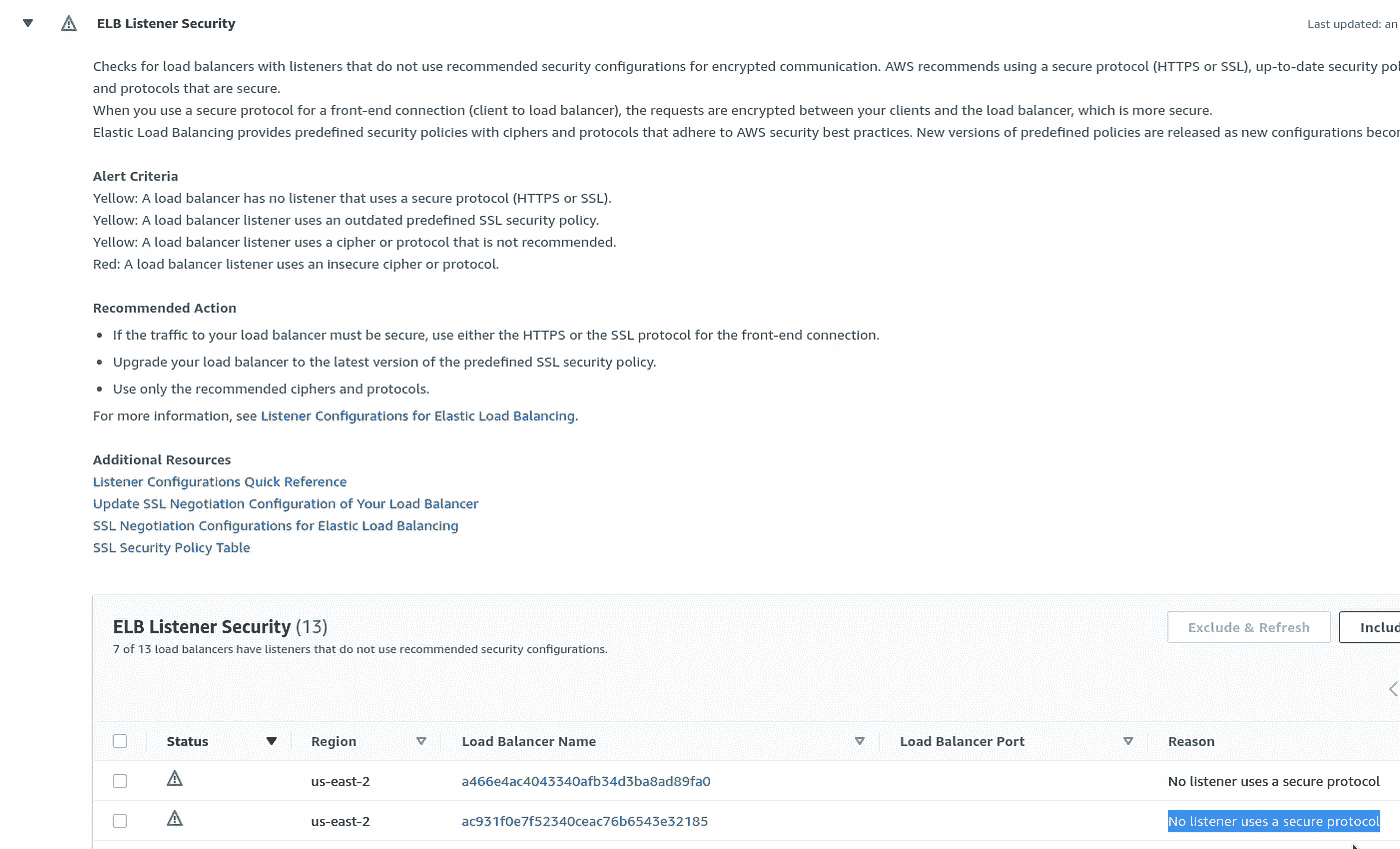 ELB Listener Security
Last updated: an
Checks for load balancers with listeners that do not use recommended security configurations for encrypted communication. AWS recommends using a secure protocol (HTTPS or SSL), up-to-date security pol
and protocols that are secure.
When you use a secure protocol for a front-end connection (client to load balancer), the requests are encrypted between your clients and the load balancer, which is more secure.
Elastic Load Balancing provides predefined security policies with ciphers and protocols that adhere to AWS security best practices. New versions of predefined policies are released as new configurations becor
Alert Criteria
Yellow: A load balancer has no listener that uses a secure protocol (HTTPS or SSL).
Yellow: A load balancer listener uses an outdated predefined SSL security policy.
Yellow: A load balancer listener uses a cipher or protocol that is not recommended.
Red: A load balancer listener uses an insecure cipher or protocol.
Recommended Action
• If the traffic to your load balancer must be secure, use either the HTTPS or the SSL protocol for the front-end connection.
• Upgrade your load balancer to the latest version of the predefined SSL security policy.
• Use only the recommended ciphers and protocols.
For more information, see Listener Configurations for Elastic Load Balancing.
Additional Resources
Listener Configurations Quick Reference
Update SSL Negotiation Configuration of Your Load Balancer
SSL Negotiation Configurations for Elastic Load Balancing
SSL Security Policy Table
ELB Listener Security (13)
Exclude & Refresh
Includ
7 of 13 load balancers have listeners that do not use recommended security configurations.
Status Region Load Balancer Name Load Balancer Port Reason
us-east-2 a466e4ac4043340afb34d3ba8ad89fa0 No listener uses a secure protocol
us-east-2 ac931f0e7f52340ceac76b6543e32185 No listener uses a secure protocol